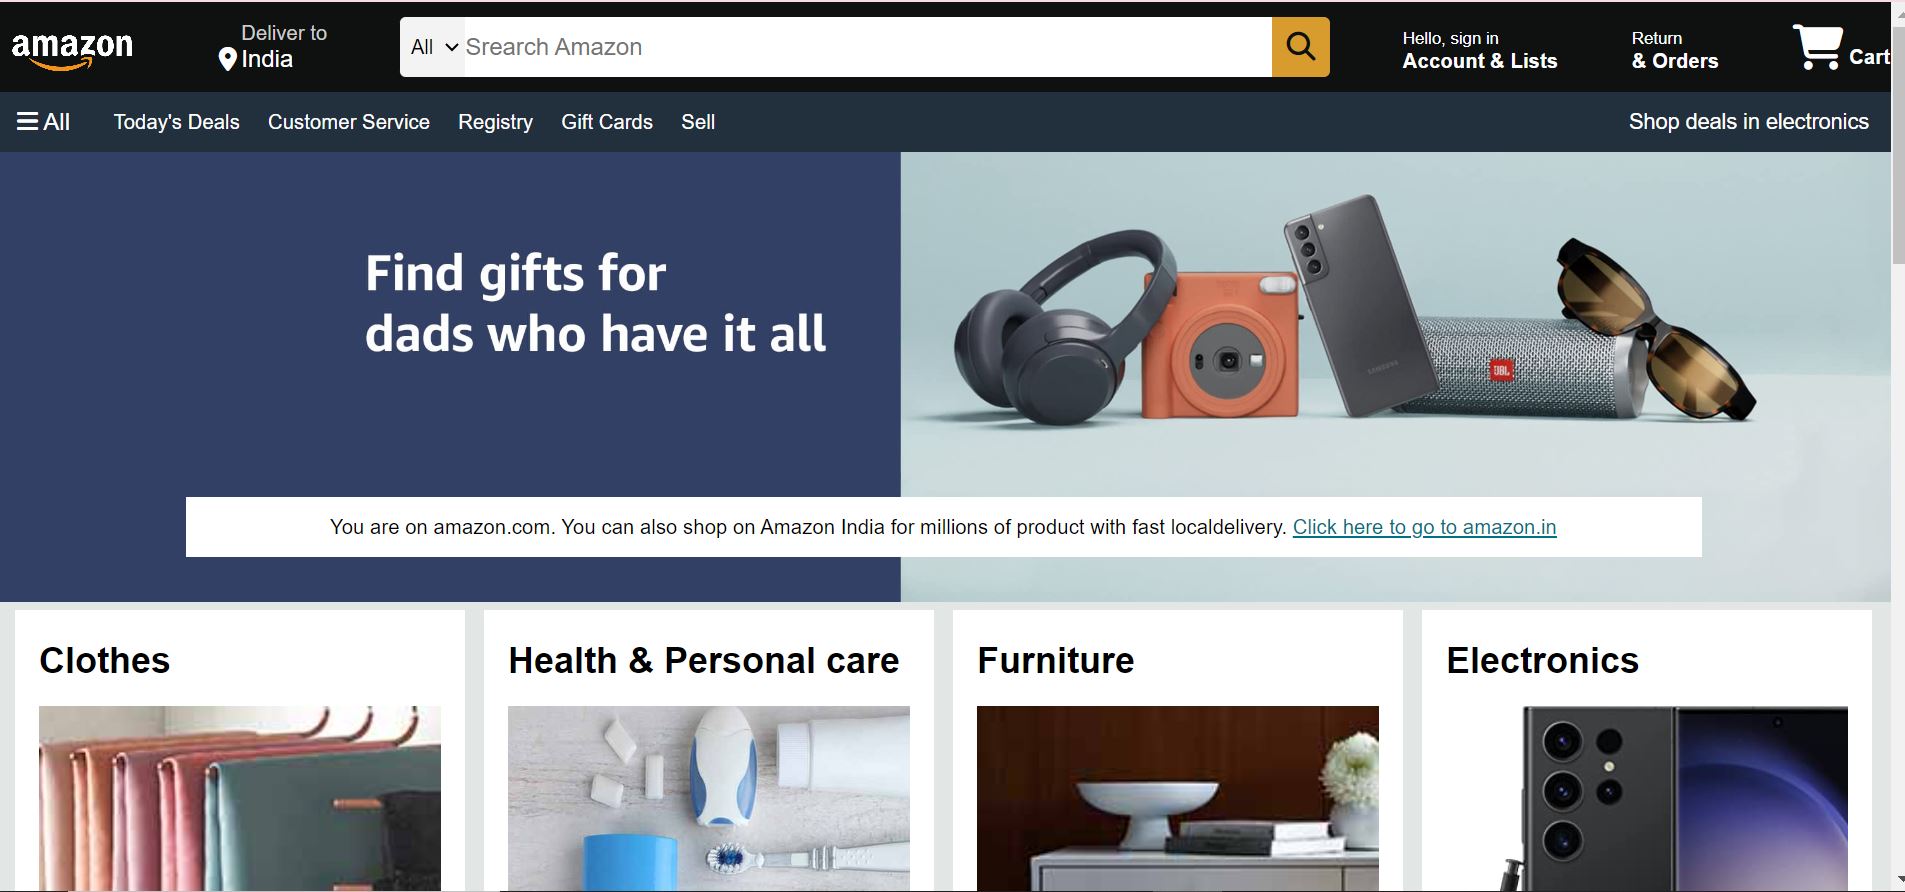 amazon
Deliver to
India
All
Srearch Amazon
Hello, sign in
Account & Lists
Return
& Orders
Cart
All
Today's Deals
Customer Service
Registry
Gift Cards
Sell
Shop deals in electronics
Find gifts for
dads who have it all
SAMSUNG
JBL
You are on amazon.com. You can also shop on Amazon India for millions of product with fast localdelivery. Click here to go to amazon.in
Clothes
Health & Personal care
Furniture
Electronics